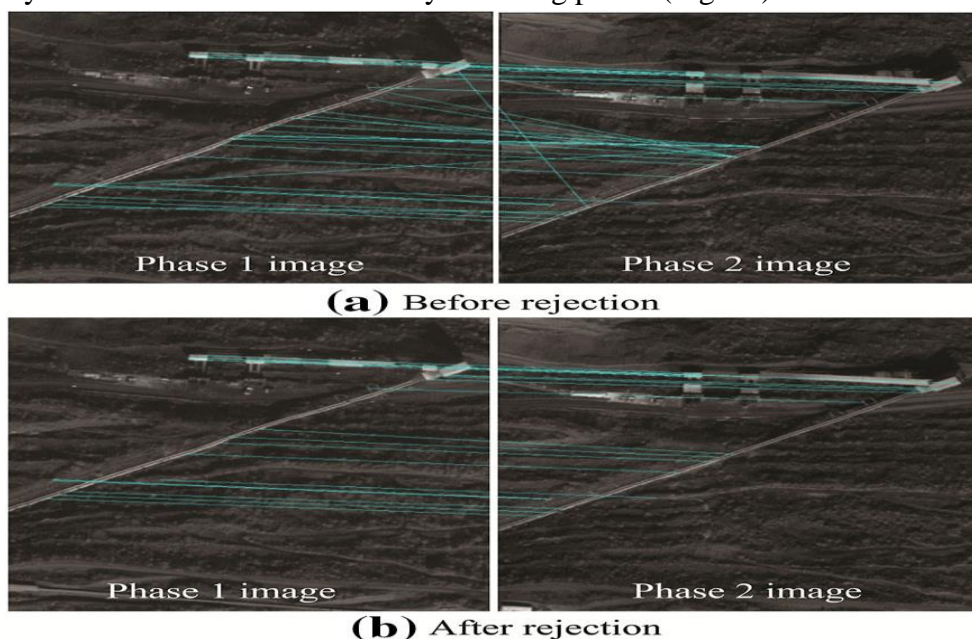 Phase 1 image
Phase 2 image
(a) Before rejection
Phase 1 image
Phase 2 image
(b) After rejection